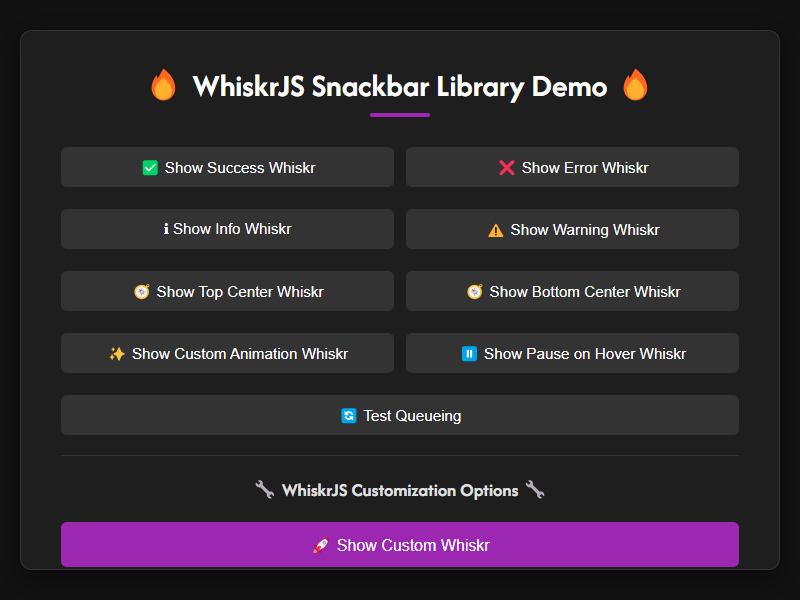 🔥 WhiskrJS Snackbar Library Demo 🔥
✅ Show Success Whiskr
❌ Show Error Whiskr
ℹ Show Info Whiskr
⚠️ Show Warning Whiskr
🧭 Show Top Center Whiskr
🧭 Show Bottom Center Whiskr
✨ Show Custom Animation Whiskr
⏸️ Show Pause on Hover Whiskr
🔄 Test Queueing
🔧 WhiskrJS Customization Options 🔧
🚀 Show Custom Whiskr